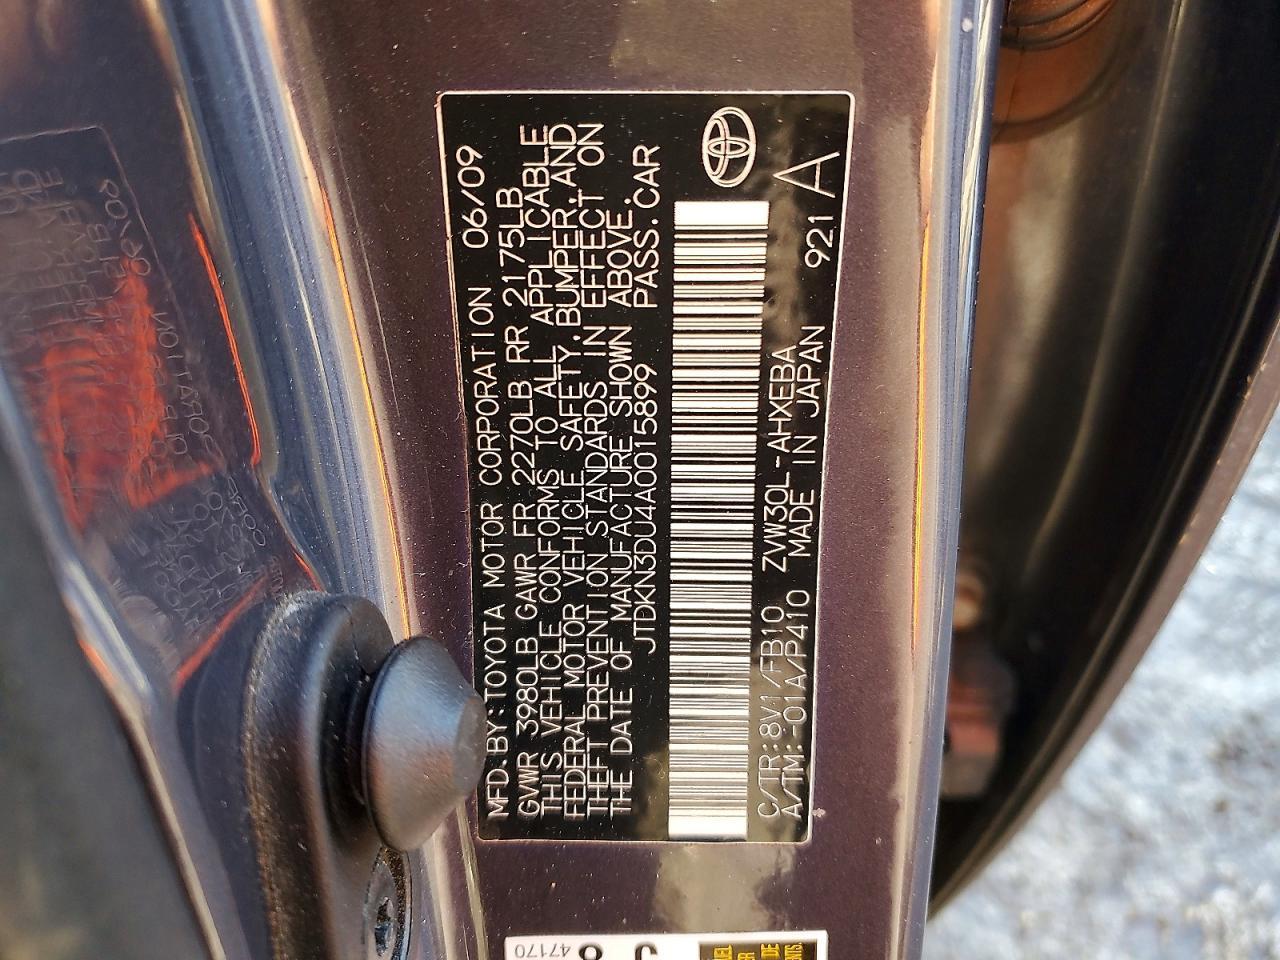 MFD.BY:TOYOTA MOTOR CORPORATION 06/09
GVWR 3980LB GAWR FR 2270LB RR 2175LB
THIS VEHICLE CONFORMS TO ALL APPLICABLE
FEDERAL MOTOR VEHICLE SAFETY,BUMPER,AND
THEFT PREVENTION STANDARDS IN EFFECT ON
THE DATE OF MANUFACTURE SHOWN ABOVE.
JTDKN3DU4A0015899 PASS.CAR
C/TR:8V1/FB10 ZVW30L-AHXEBA
A/TM:-01A/P410 MADE IN JAPAN 921 A
47170